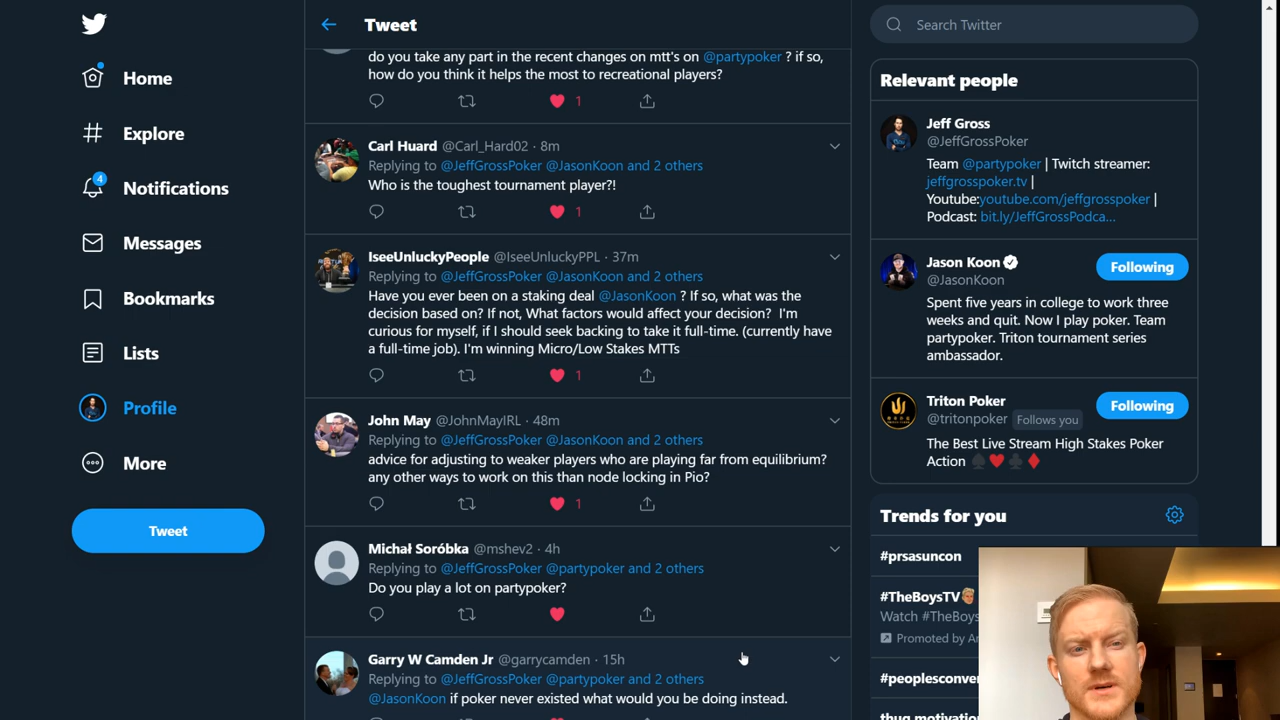 Home
Explore
4
Notifications
Messages
Bookmarks
Lists
Profile
More
Tweet
Tweet
do you take any part in the recent changes on mtt's on @partypoker ? if so,
how do you think it helps the most to recreational players?
1
Carl Huard @Carl_Hard02 · 8m
Replying to @JeffGrossPoker @JasonKoon and 2 others
Who is the toughest tournament player?!
1
IseeUnluckyPeople @IseeUnluckyPPL · 37m
Replying to @JeffGrossPoker @JasonKoon and 2 others
Have you ever been on a staking deal @JasonKoon ? If so, what was the
decision based on? If not, What factors would affect your decision? I'm
curious for myself, if I should seek backing to take it full-time. (currently have
a full-time job). I'm winning Micro/Low Stakes MTTs
1
John May @JohnMayIRL · 48m
Replying to @JeffGrossPoker @JasonKoon and 2 others
advice for adjusting to weaker players who are playing far from equilibrium?
any other ways to work on this than node locking in Pio?
1
Michał Soróbka @mshev2 · 4h
Replying to @JeffGrossPoker @partypoker and 2 others
Do you play a lot on partypoker?
Garry W Camden Jr @garrycamden · 15h
Replying to @JeffGrossPoker @partypoker and 2 others
@JasonKoon if poker never existed what would you be doing instead.
Search Twitter
Relevant people
Jeff Gross
@JeffGrossPoker
Team @partypoker | Twitch streamer:
jeffgrosspoker.tv |
Youtube:youtube.com/jeffgrosspoker |
Podcast: bit.ly/JeffGrossPodca...
Jason Koon
@JasonKoon
Following
Spent five years in college to work three
weeks and quit. Now I play poker. Team
partypoker. Triton tournament series
ambassador.
Triton Poker
@tritonpoker Follows you
Following
The Best Live Stream High Stakes Poker
Action ♠♥♣♦
Trends for you
#prsasuncon
#TheBoysTV
Watch #TheBoys
Promoted by A
#peoplesconve
thug motivatio